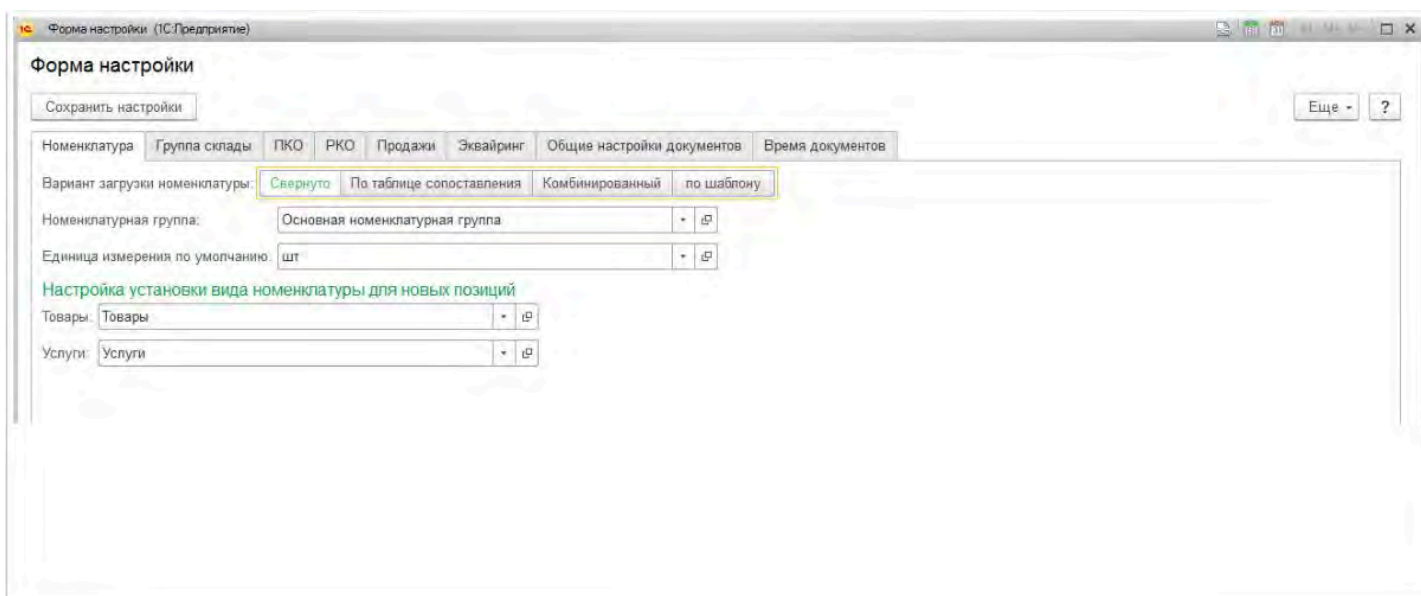 1С Форма настройки (1С:Предприятие)
Форма настройки
Сохранить настройки Еще ?
Номенклатура Группа склады ПКО РКО Продажи Эквайринг Общие настройки документов Время документов
Вариант загрузки номенклатуры: Свернуто По таблице сопоставления Комбинированный по шаблону
Номенклатурная группа: Основная номенклатурная группа
Единица измерения по умолчанию: шт
Настройка установки вида номенклатуры для новых позиций
Товары: Товары
Услуги: Услуги